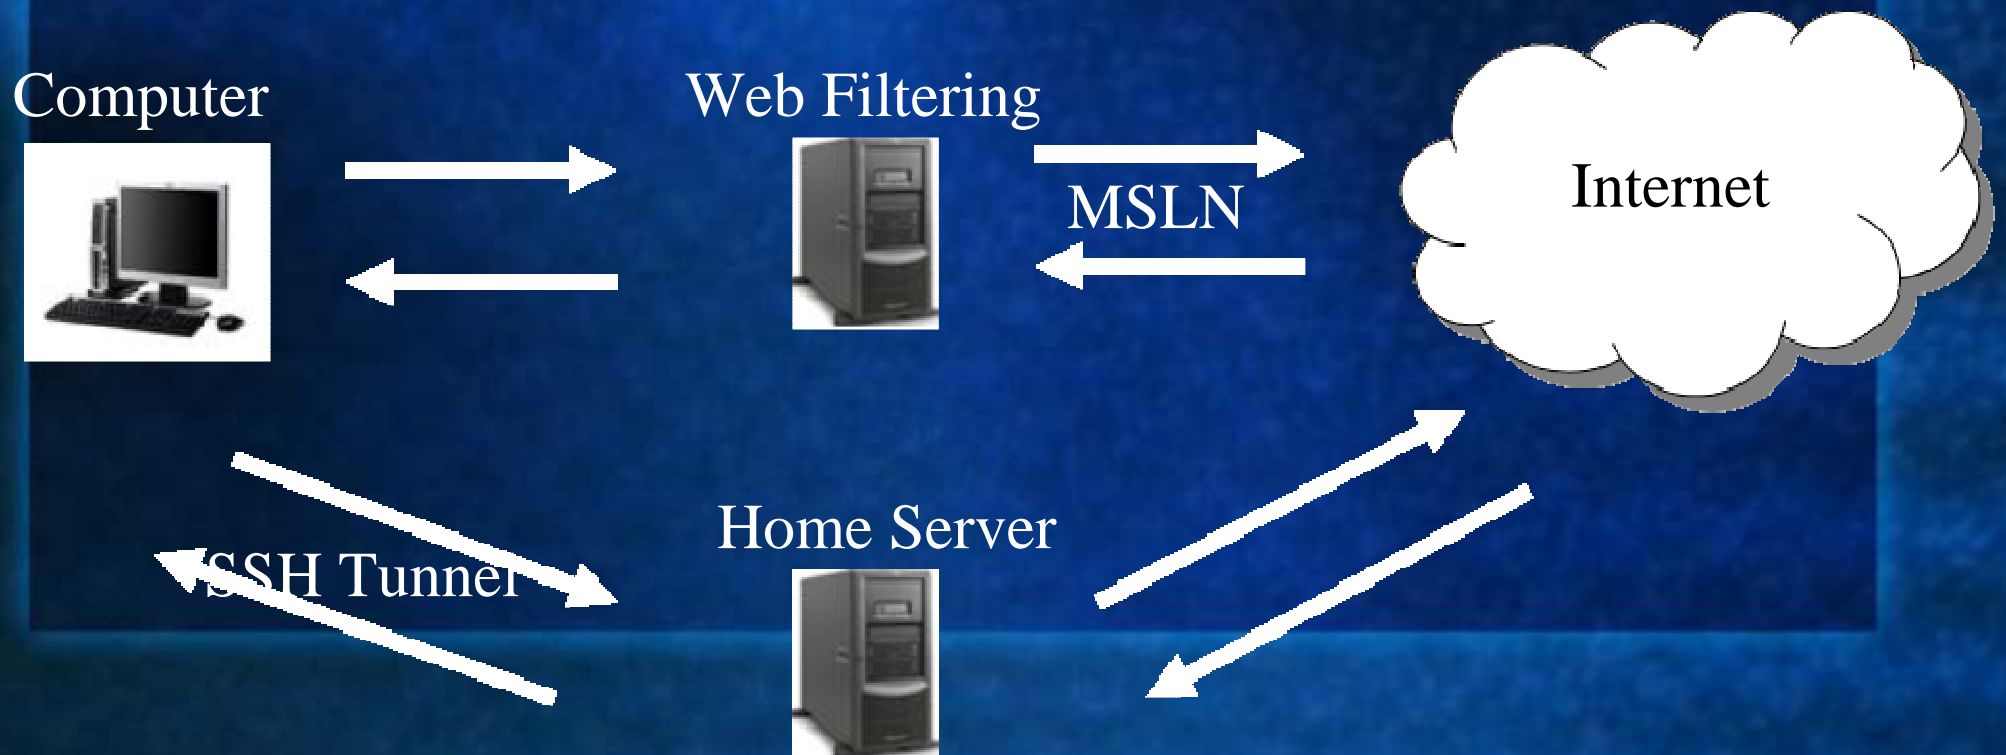 Computer
Web Filtering
Internet
MSLN
Home Server
SSH Tunnel